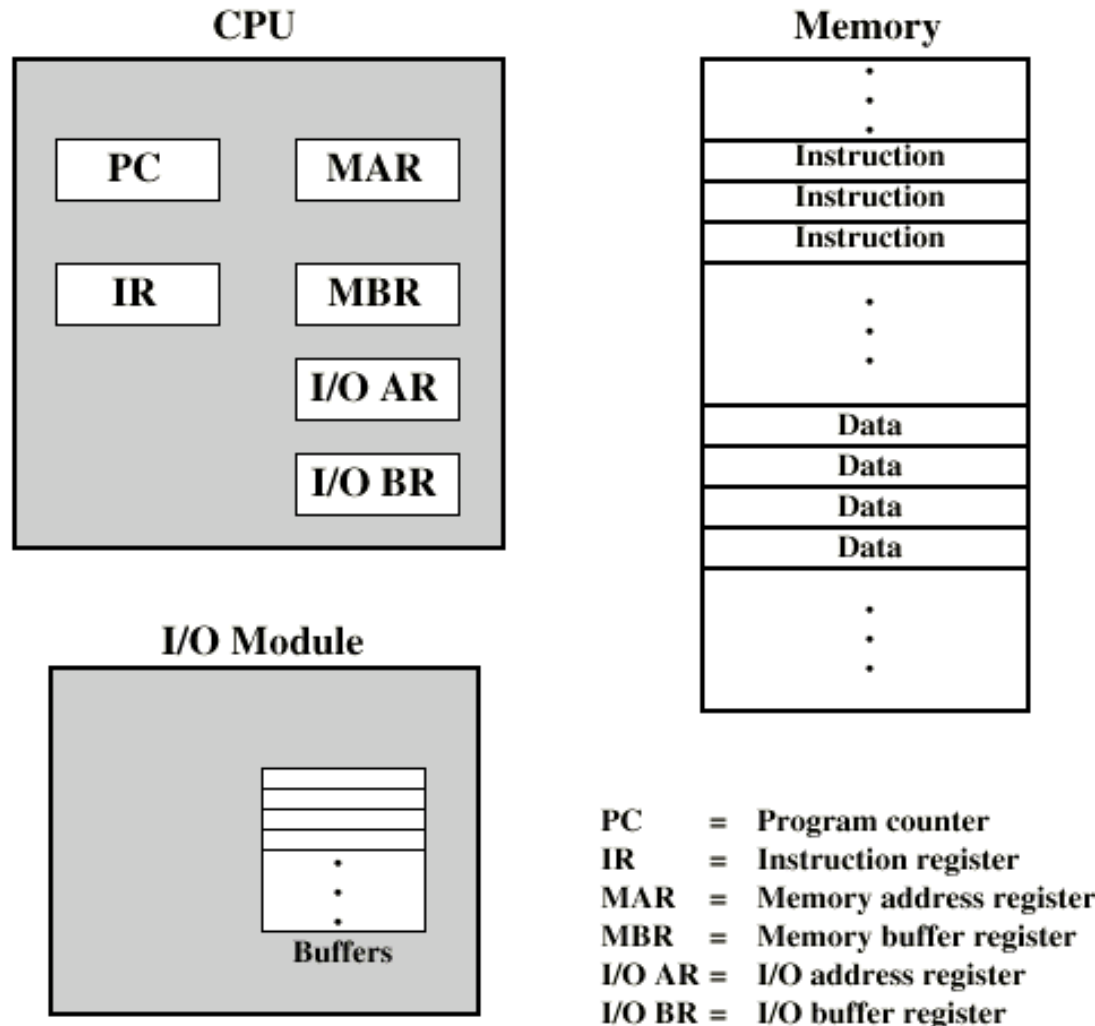 CPU
PC
MAR
IR
MBR
I/O AR
I/O BR
Memory
Instruction
Instruction
Instruction
Data
Data
Data
Data
I/O Module
Buffers
PC = Program counter
IR = Instruction register
MAR = Memory address register
MBR = Memory buffer register
I/O AR = I/O address register
I/O BR = I/O buffer register